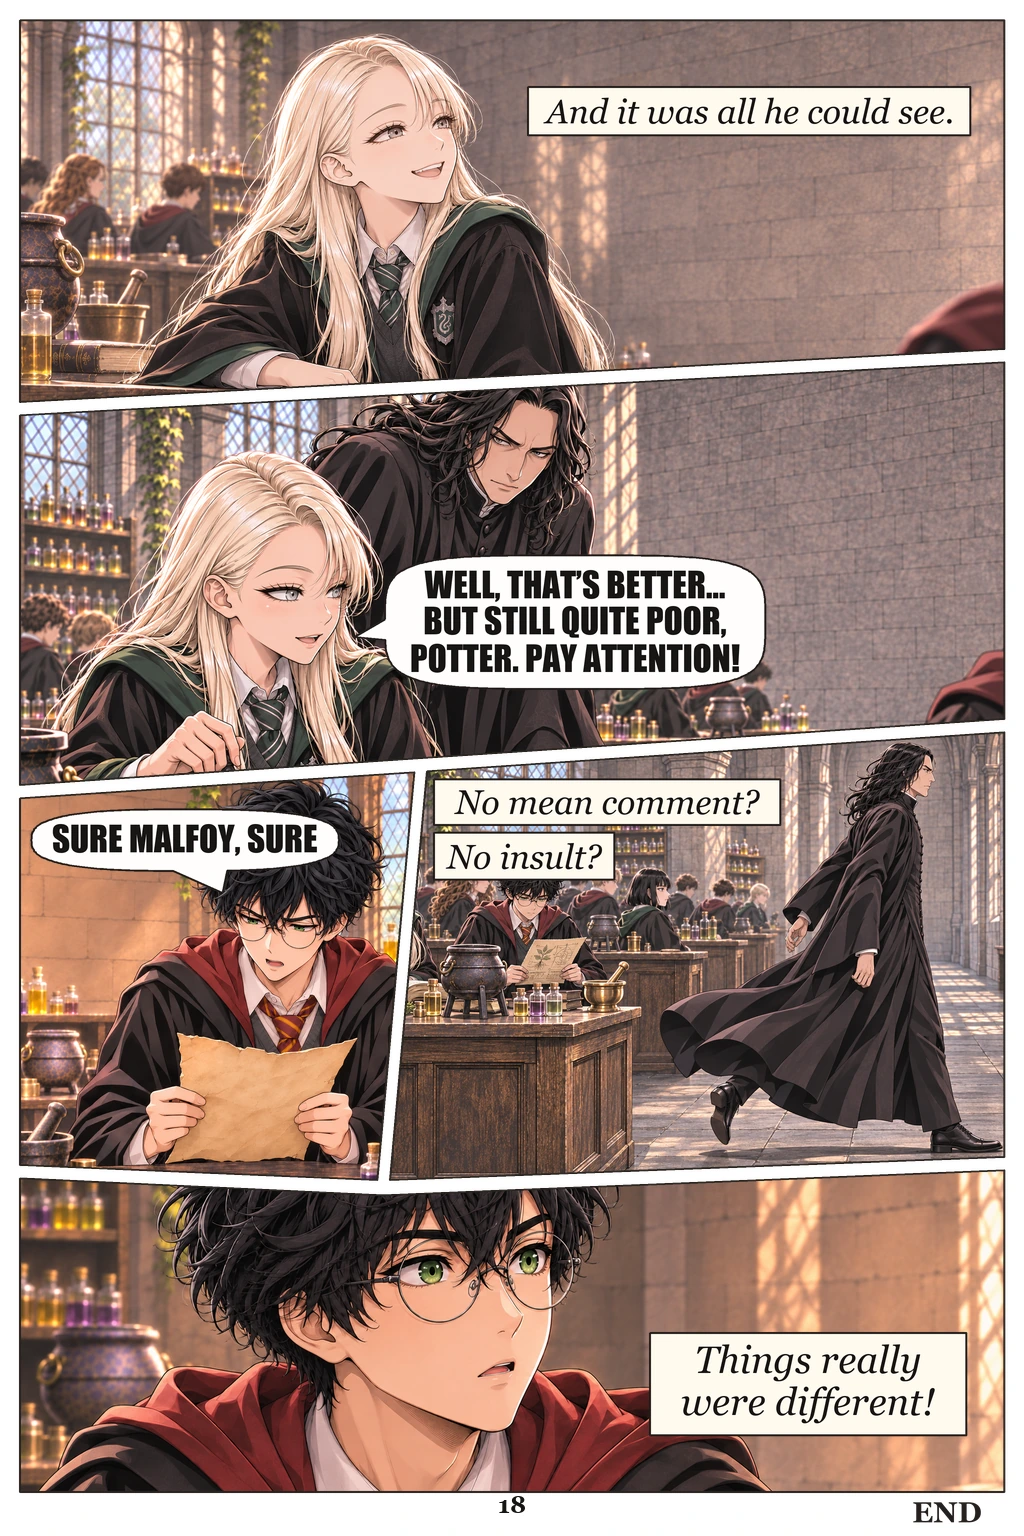 And it was all he could see.
WELL, THAT'S BETTER...
BUT STILL QUITE POOR,
POTTER. PAY ATTENTION!
SURE MALFOY, SURE
No mean comment?
No insult?
Things really
were different!
18
END